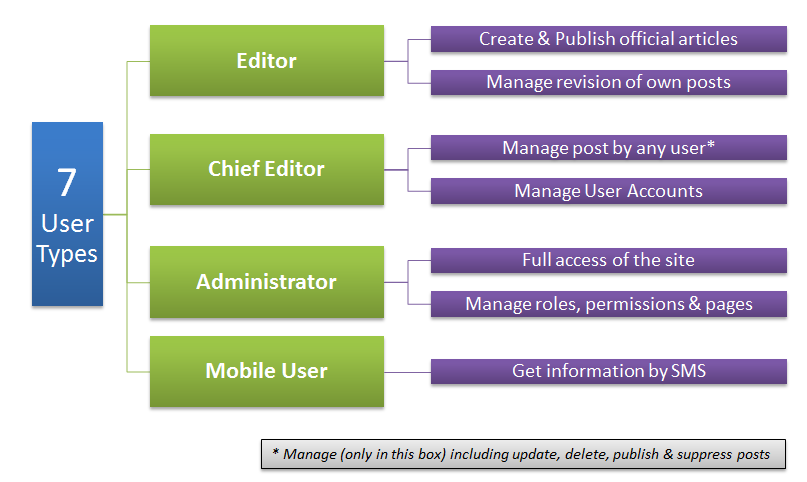 7
User
Types
Editor
Create & Publish official articles
Manage revision of own posts
Chief Editor
Manage post by any user*
Manage User Accounts
Administrator
Full access of the site
Manage roles, permissions & pages
Mobile User
Get information by SMS
* Manage (only in this box) including update, delete, publish & suppress posts